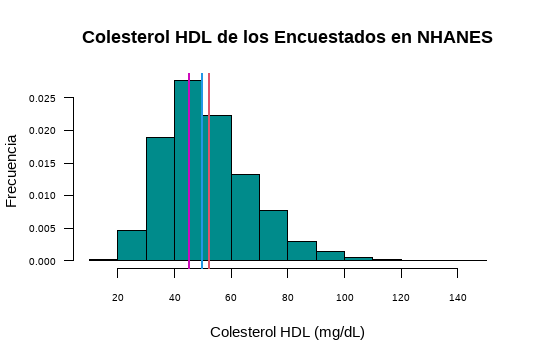 Colesterol HDL de los Encuestados en NHANES
Frecuencia
0.025
0.020
0.015
0.010
0.005
0.000
20 40 60 80 100 120 140
Colesterol HDL (mg/dL)